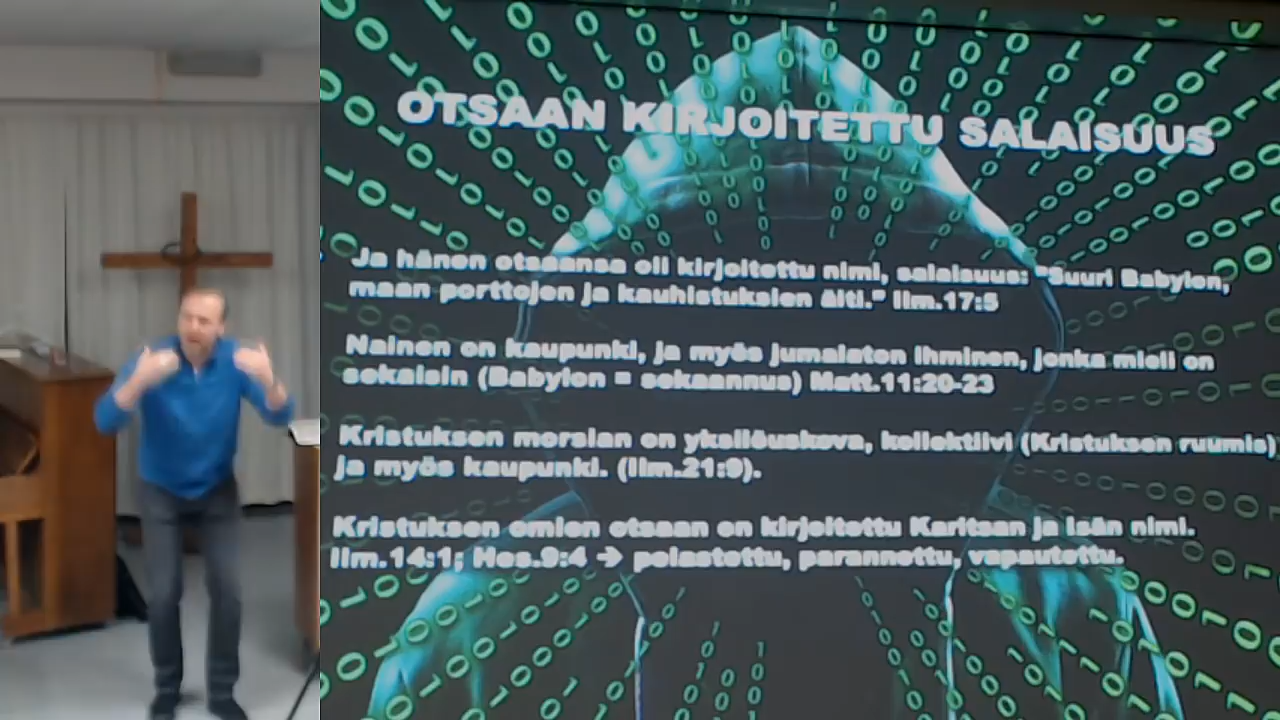 OTSAAN KIRJOITETTU SALAISUUS
Ja hänen otsaansa oli kirjoitettu nimi, salaisuus: "Suuri Babylon,
maan porttojen ja kauhistuksien äiti." Ilm.17:5
Nainen on kaupunki, ja myös jumalaton ihminen, jonka mieli on
sekaisin (Babylon = sekaannus) Matt.11:20-23
Kristuksen morsian on yksilöuskova, kollektiivi (Kristuksen ruumis)
ja myös kaupunki. (Ilm.21:9).
Kristuksen omien otsaan on kirjoitettu Karitsan ja Isän nimi.
Ilm.14:1; Hes.9:4 → pelastettu, parannettu, vapautettu.